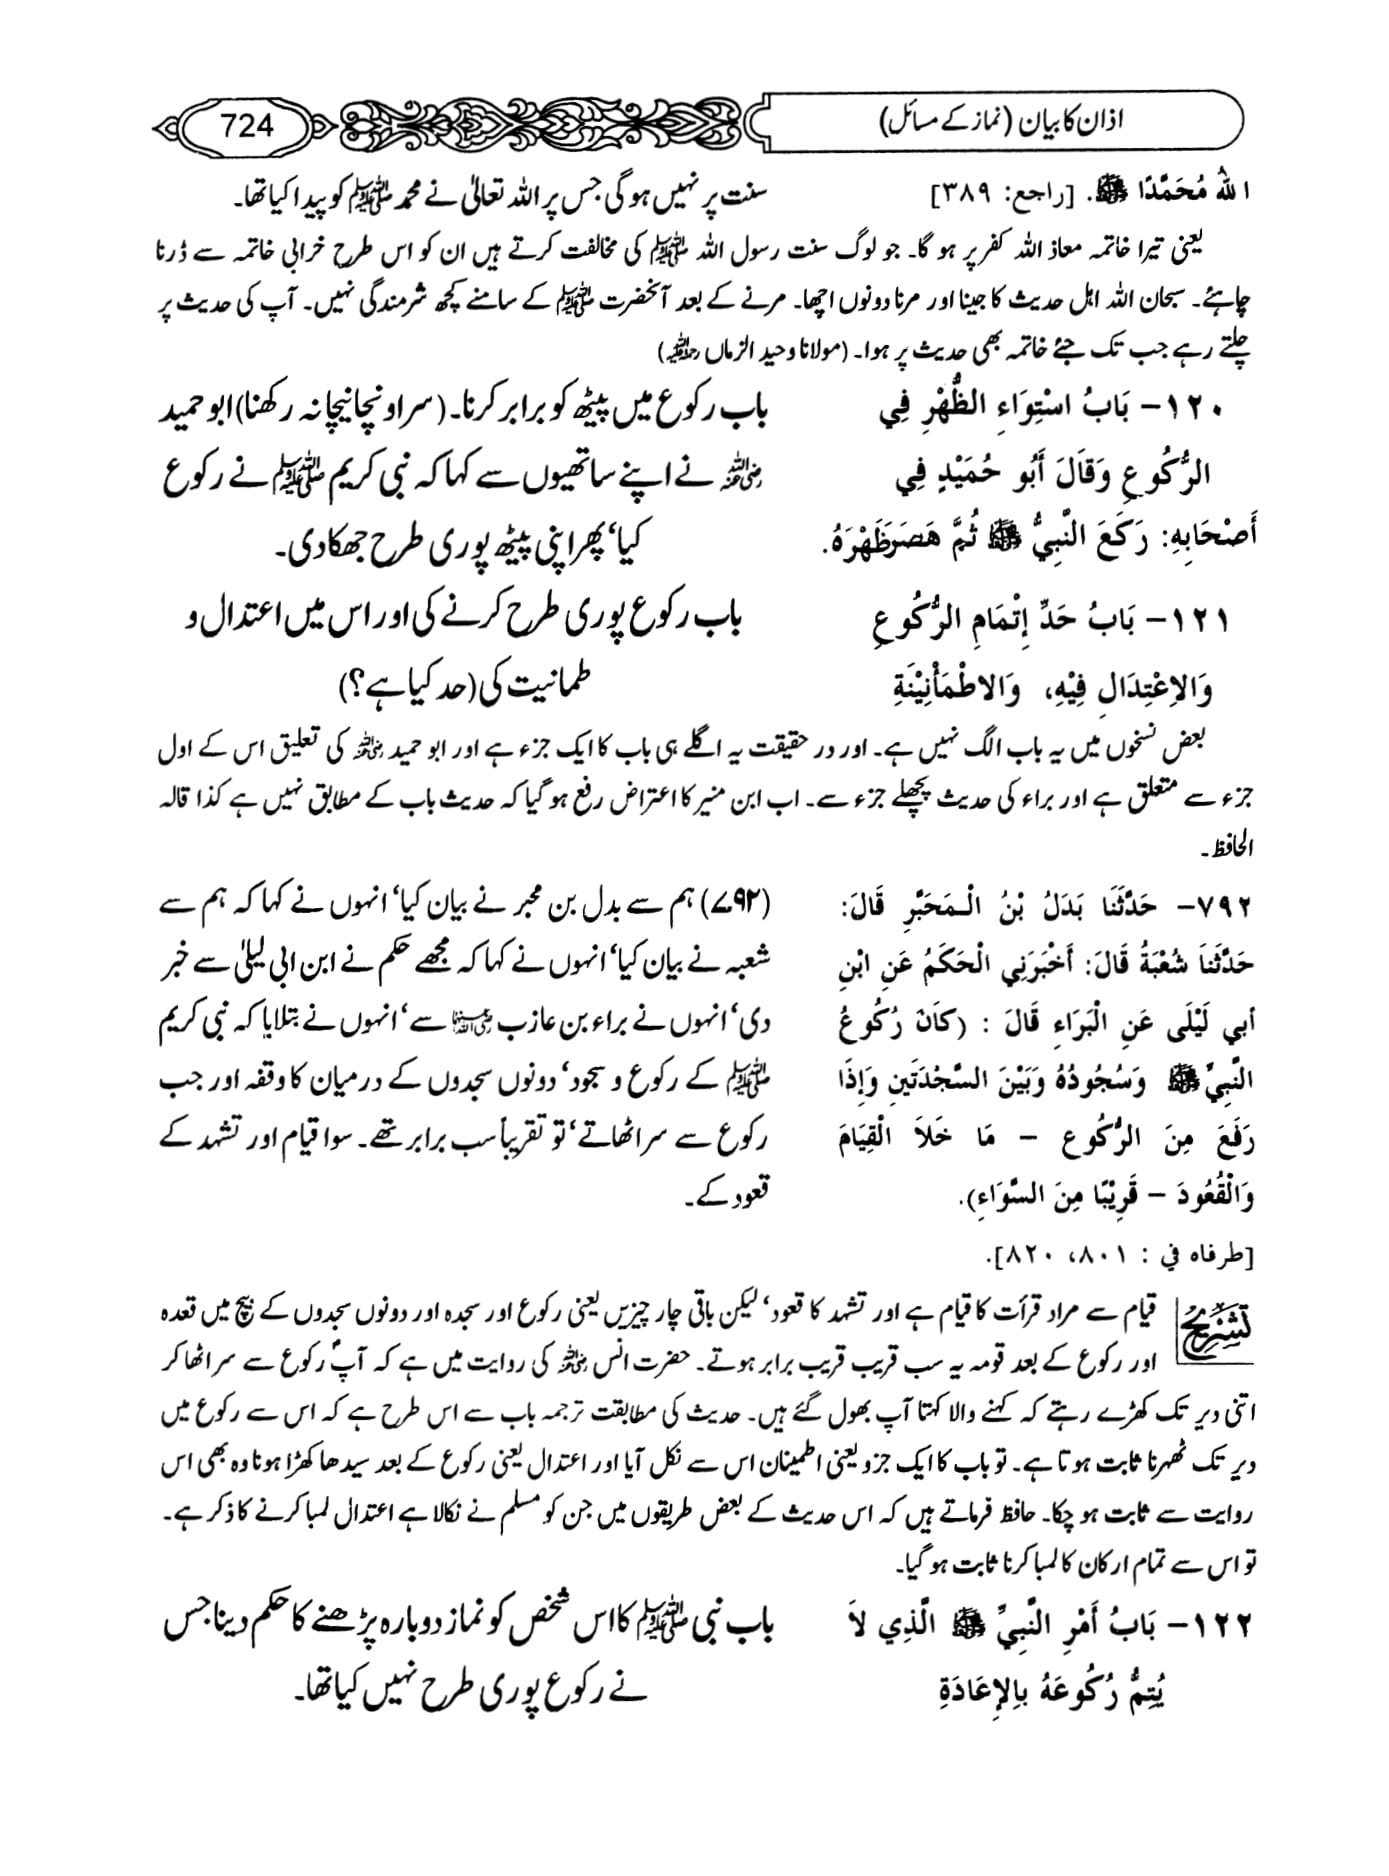 اذان کا بیان (نماز کے مسائل)
724
اللهُ مُحَمَّدًا ﷺ. [راجع: ٣٨٩]
سنت پر نہیں ہوگی جس پر اللہ تعالیٰ نے محمد ﷺ کو پیدا کیا تھا۔
یعنی تیرا خاتمہ معاذ اللہ کفر پر ہو گا۔ جو لوگ سنت رسول اللہ ﷺ کی مخالفت کرتے ہیں ان کو اس طرح خرابی خاتمہ سے ڈرنا
چاہئے۔ سبحان اللہ اہل حدیث کا جینا اور مرنا دونوں اچھا۔ مرنے کے بعد آنحضرت ﷺ کے سامنے کچھ شرمندگی نہیں۔ آپ کی حدیث پر
چلتے رہے جب تک جئے خاتمہ بھی حدیث پر ہوا۔ (مولانا وحید الزماں رحمہ اللہ)
١٢٠- بَابُ اسْتِوَاءِ الظَّهْرِ فِي
الرُّكُوعِ وَقَالَ أَبُو حُمَيْدٍ فِي
أَصْحَابِهِ: رَكَعَ النَّبِيُّ ﷺ ثُمَّ هَصَرَ ظَهْرَهُ.
باب رکوع میں پیٹھ کو برابر کرنا۔ (سر اونچا نیچا نہ رکھنا) ابو حمید
رضی اللہ عنہ نے اپنے ساتھیوں سے کہا کہ نبی کریم ﷺ نے رکوع
کیا‘ پھر اپنی پیٹھ پوری طرح جھکا دی۔
١٢١- بَابُ حَدِّ إِتْمَامِ الرُّكُوعِ
وَالاِعْتِدَالِ فِيْهِ، وَالاطْمَأْنِيْنَةِ
باب رکوع پوری طرح کرنے کی اور اس میں اعتدال و
طمانیت کی (حد کیا ہے؟)
بعض نسخوں میں یہ باب الگ نہیں ہے۔ اور در حقیقت یہ اگلے ہی باب کا ایک جزء ہے اور ابو حمید رضی اللہ عنہ کی تعلیق اس کے اول
جزء سے متعلق ہے اور براء کی حدیث پچھلے جزء سے۔ اب ابن منیر کا اعتراض رفع ہو گیا کہ حدیث باب کے مطابق نہیں ہے کذا قالہ
الحافظ۔
٧٩٢- حَدَّثَنَا بَدَلُ بْنُ الْمَحَبَّرِ قَالَ:
حَدَّثَنَا شُعْبَةُ قَالَ: أَخْبَرَنِي الْحَكَمُ عَنِ ابْنِ
أَبِي لَيْلَى عَنِ الْبَرَاءِ قَالَ : (كَانَ رُكُوعُ
النَّبِيِّ ﷺ وَسُجُودُهُ وَبَيْنَ السَّجْدَتَينِ وَإِذَا
رَفَعَ مِنَ الرُّكُوعِ - مَا خَلاَ الْقِيَامَ
وَالْقُعُودَ - قَرِيْبًا مِنَ السَّوَاءِ).
[طرفاه في : ٨٠١، ٨٢٠].
(۷۹۲) ہم سے بدل بن محبر نے بیان کیا‘ انہوں نے کہا کہ ہم سے
شعبہ نے بیان کیا‘ انہوں نے کہا کہ مجھے حکم نے ابن ابی لیلیٰ سے خبر
دی‘ انہوں نے براء بن عازب رضی اللہ عنہما سے‘ انہوں نے بتلایا کہ نبی کریم
ﷺ کے رکوع و سجود‘ دونوں سجدوں کے درمیان کا وقفہ اور جب
رکوع سے سر اٹھاتے‘ تو تقریباً سب برابر تھے۔ سوا قیام اور تشہد کے
قعود کے۔
تشریح
قیام سے مراد قرأت کا قیام ہے اور تشہد کا قعود‘ لیکن باقی چار چیزیں یعنی رکوع اور سجدہ اور دونوں سجدوں کے بیچ میں قعدہ
اور رکوع کے بعد قومہ یہ سب قریب قریب برابر ہوتے۔ حضرت انس رضی اللہ عنہ کی روایت میں ہے کہ آپؐ رکوع سے سر اٹھا کر
اتنی دیر تک کھڑے رہتے کہ کہنے والا کہتا آپ بھول گئے ہیں۔ حدیث کی مطابقت ترجمہ باب سے اس طرح ہے کہ اس سے رکوع میں
دیر تک ٹھہرنا ثابت ہوتا ہے۔ تو باب کا ایک جزو یعنی اطمینان اس سے نکل آیا اور اعتدال یعنی رکوع کے بعد سیدھا کھڑا ہونا وہ بھی اس
روایت سے ثابت ہو چکا۔ حافظ فرماتے ہیں کہ اس حدیث کے بعض طریقوں میں جن کو مسلم نے نکالا ہے اعتدال لمبا کرنے کا ذکر ہے۔
تو اس سے تمام ارکان کا لمبا کرنا ثابت ہو گیا۔
١٢٢- بَابُ أَمْرِ النَّبِيِّ ﷺ الَّذِي لاَ
يُتِمُّ رُكُوعَهُ بِالإِعَادَةِ
باب نبی ﷺ کا اس شخص کو نماز دوبارہ پڑھنے کا حکم دینا جس
نے رکوع پوری طرح نہیں کیا تھا۔